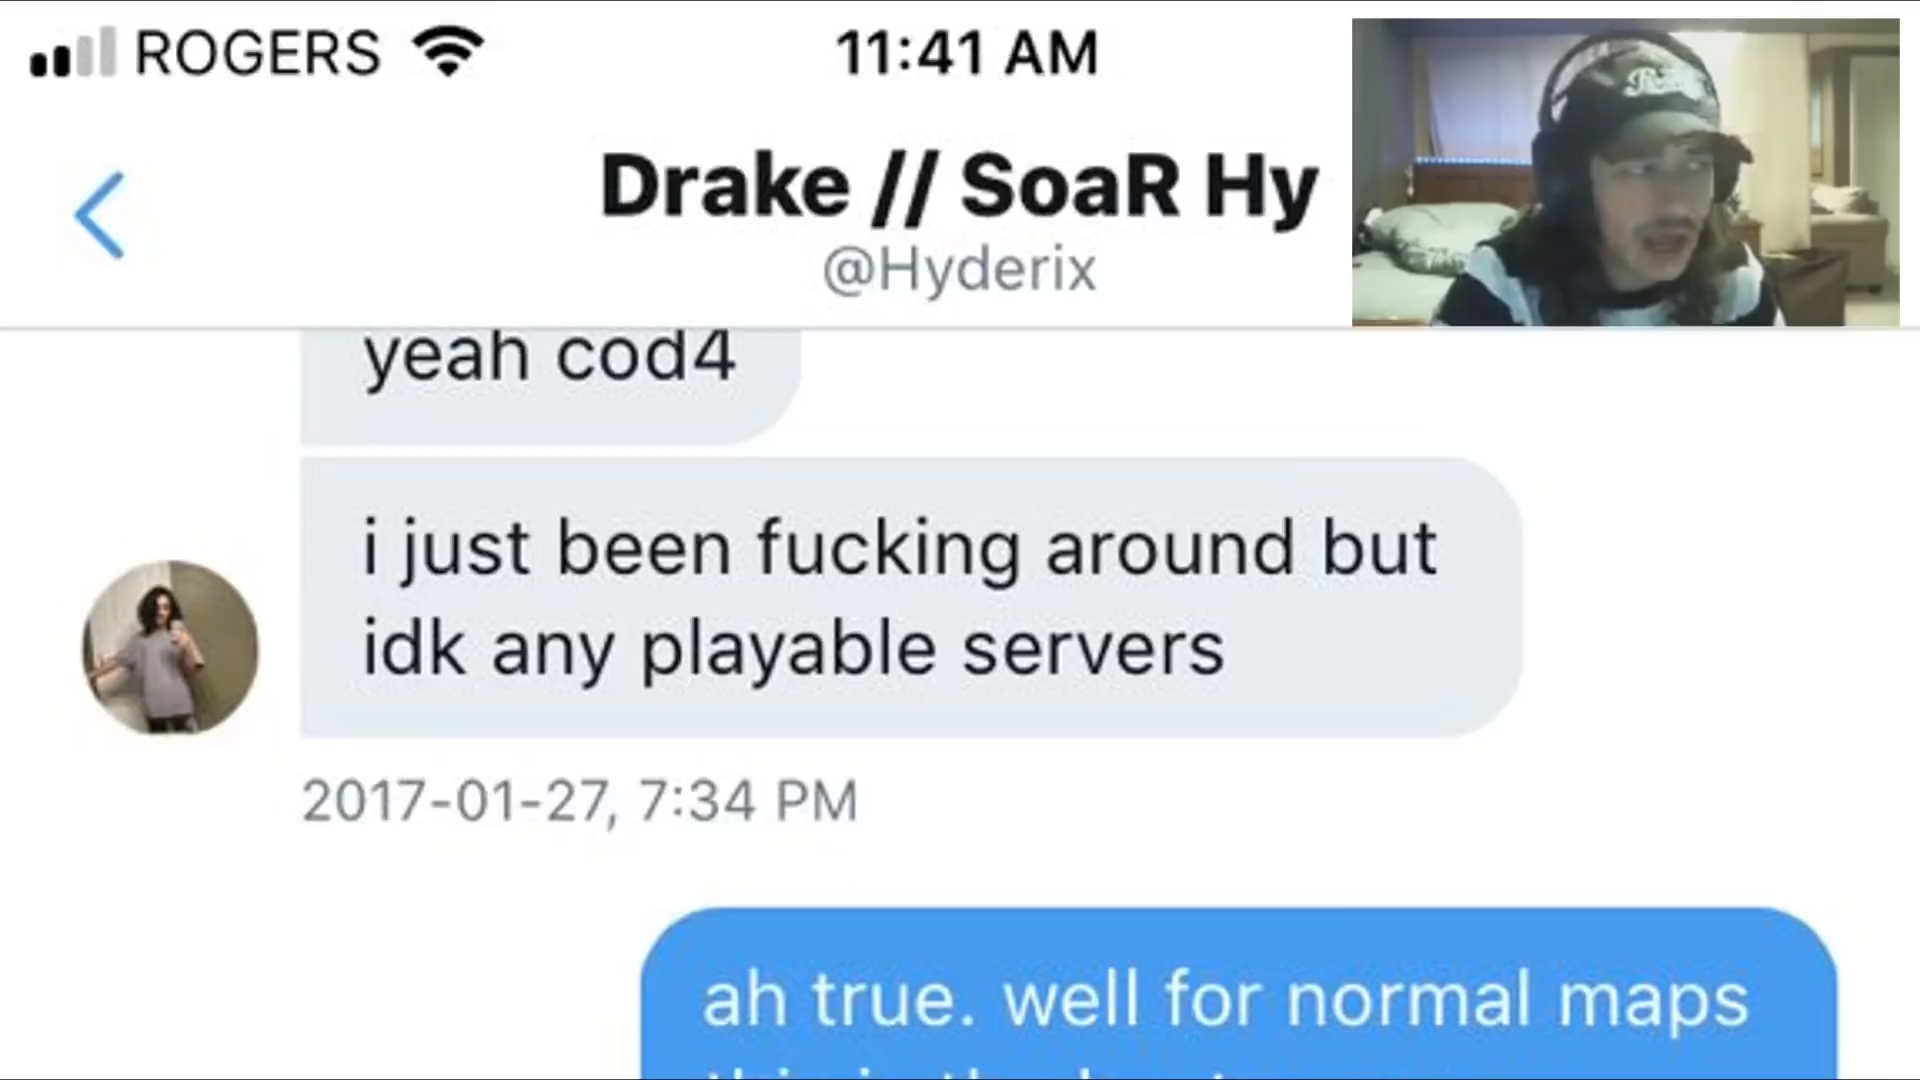 ROGERS
11:41 AM
Drake // SoaR Hy
@Hyderix
yeah cod4
i just been fucking around but
idk any playable servers
2017-01-27, 7:34 PM
ah true. well for normal maps